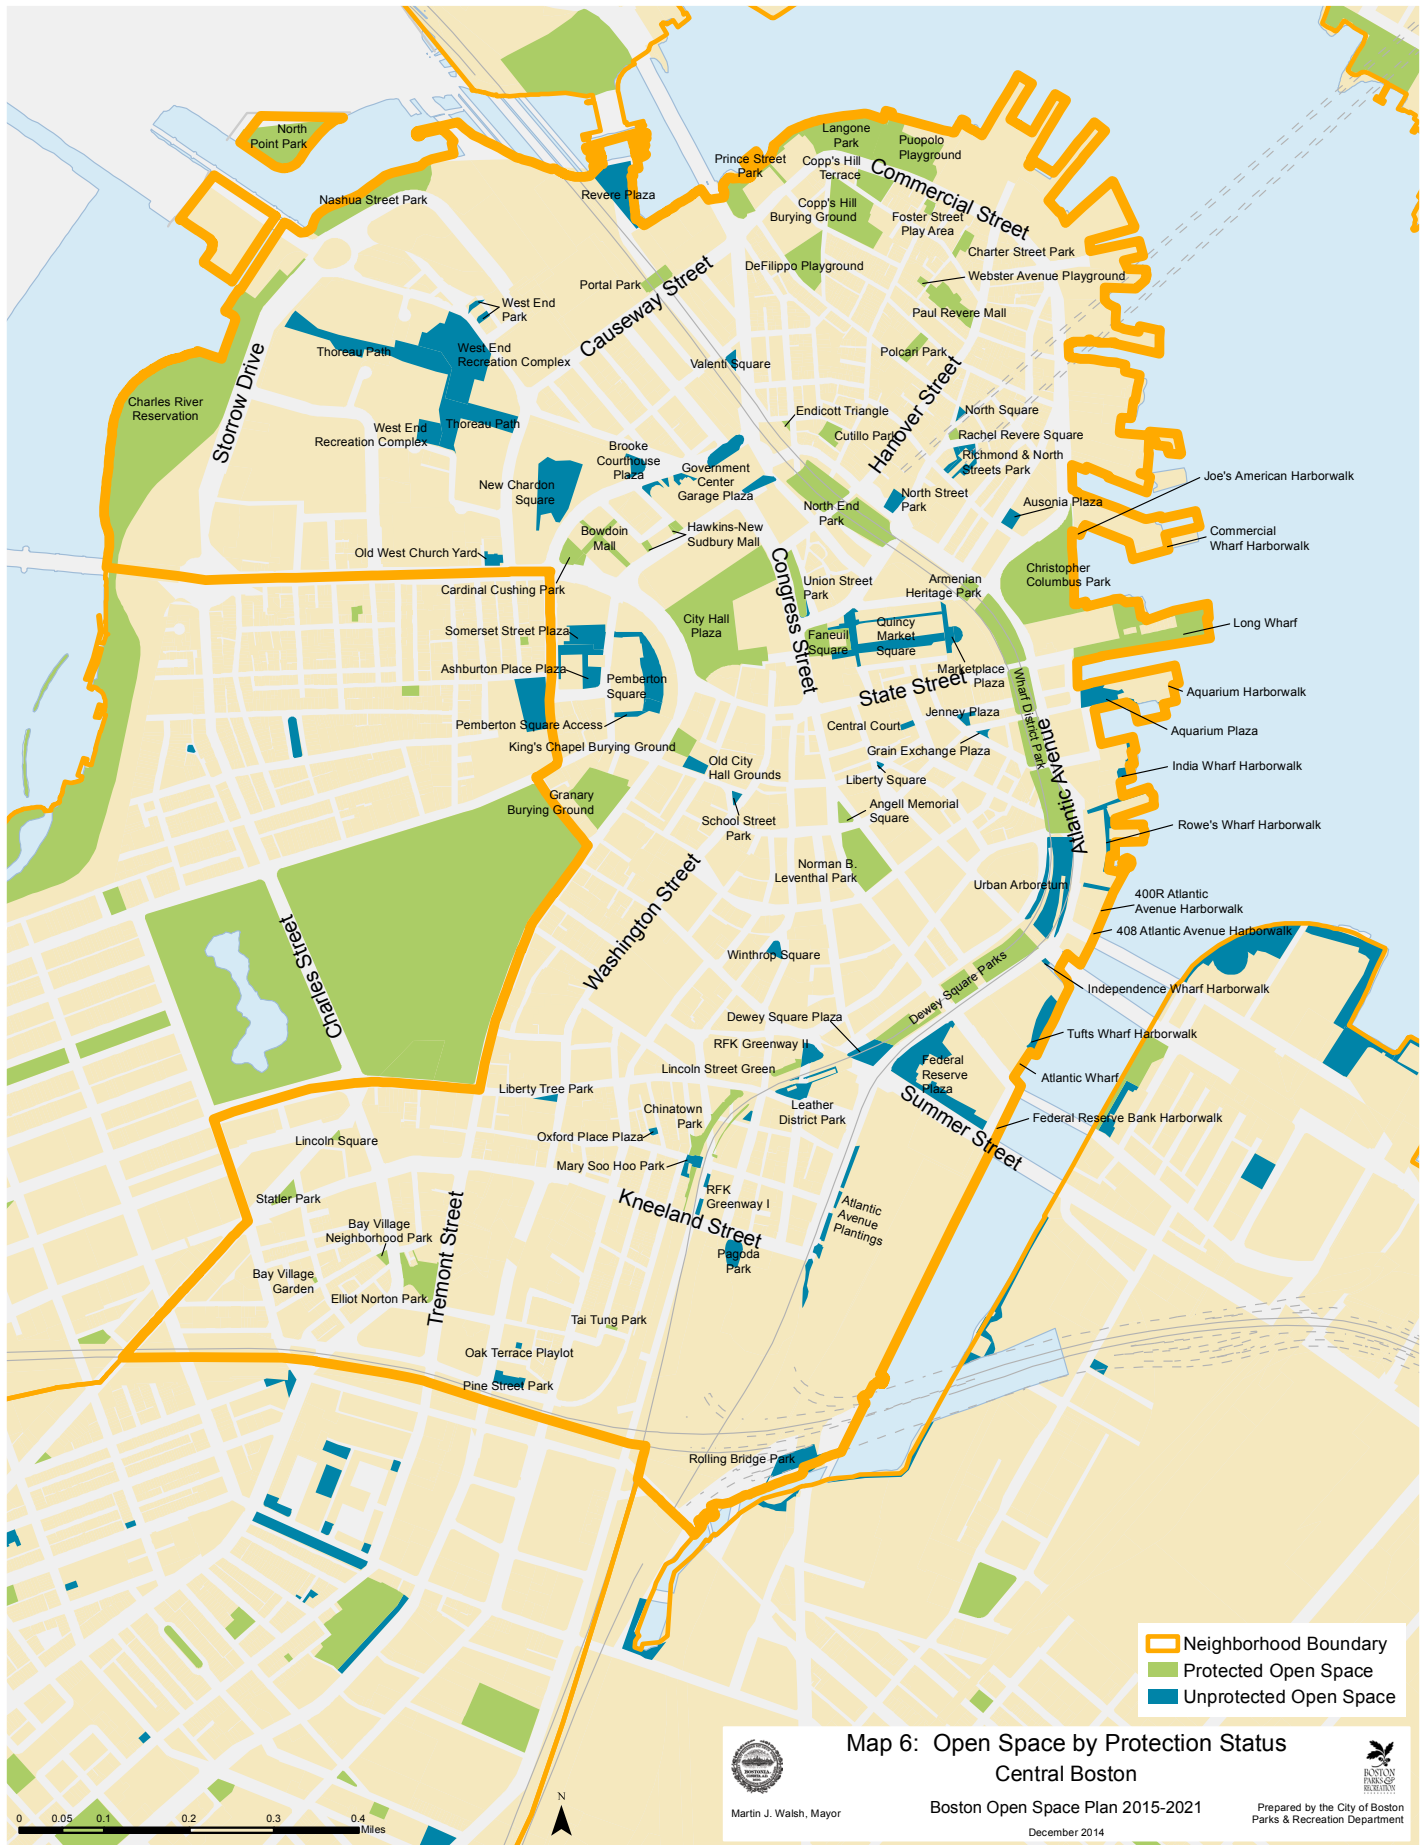 North
Point Park
Nashua Street Park
Revere Plaza
Prince Street
Park
Langone
Park
Puopolo
Playground
Copp's Hill
Terrace
Commercial Street
Copp's Hill
Burying Ground
Foster Street
Play Area
Charter Street Park
DeFilippo Playground
Webster Avenue Playground
Portal Park
Causeway Street
Paul Revere Mall
West End
Park
Thoreau Path
West End
Recreation Complex
Valenti Square
Polcari Park
Storrow Drive
Charles River
Reservation
Hanover Street
North Square
Endicott Triangle
Cutillo Park
Rachel Revere Square
West End
Recreation Complex
Thoreau Path
Richmond & North
Streets Park
Brooke
Courthouse
Plaza
Government
Center
Garage Plaza
New Chardon
Square
Joe's American Harborwalk
North End
Park
North Street
Park
Ausonia Plaza
Commercial
Wharf Harborwalk
Bowdoin
Mall
Hawkins-New
Sudbury Mall
Old West Church Yard
Cardinal Cushing Park
Congress Street
Union Street
Park
Armenian
Heritage Park
Christopher
Columbus Park
Somerset Street Plaza
City Hall
Plaza
Faneuil
Square
Quincy
Market
Square
Long Wharf
Ashburton Place Plaza
Pemberton
Square
Marketplace
Plaza
State Street
Wharf District Park
Aquarium Harborwalk
Pemberton Square Access
Central Court
Jenney Plaza
Aquarium Plaza
King's Chapel Burying Ground
Grain Exchange Plaza
Atlantic Avenue
Old City
Hall Grounds
Liberty Square
India Wharf Harborwalk
Granary
Burying Ground
School Street
Park
Angell Memorial
Square
Rowe's Wharf Harborwalk
Norman B.
Leventhal Park
Urban Arboretum
Washington Street
400R Atlantic
Avenue Harborwalk
408 Atlantic Avenue Harborwalk
Charles Street
Winthrop Square
Dewey Square Parks
Independence Wharf Harborwalk
Dewey Square Plaza
Tufts Wharf Harborwalk
RFK Greenway II
Lincoln Street Green
Federal
Reserve
Plaza
Atlantic Wharf
Liberty Tree Park
Chinatown
Park
Leather
District Park
Summer Street
Federal Reserve Bank Harborwalk
Lincoln Square
Oxford Place Plaza
Mary Soo Hoo Park
Statler Park
RFK
Greenway I
Kneeland Street
Atlantic
Avenue
Plantings
Tremont Street
Bay Village
Neighborhood Park
Pagoda
Park
Bay Village
Garden
Elliot Norton Park
Tai Tung Park
Oak Terrace Playlot
Pine Street Park
Rolling Bridge Park
Neighborhood Boundary
Protected Open Space
Unprotected Open Space
Map 6: Open Space by Protection Status
Central Boston
Boston Open Space Plan 2015-2021
December 2014
Martin J. Walsh, Mayor
BOSTON
PARKS &
RECREATION
Prepared by the City of Boston
Parks & Recreation Department
N
0 0.05 0.1 0.2 0.3 0.4
Miles